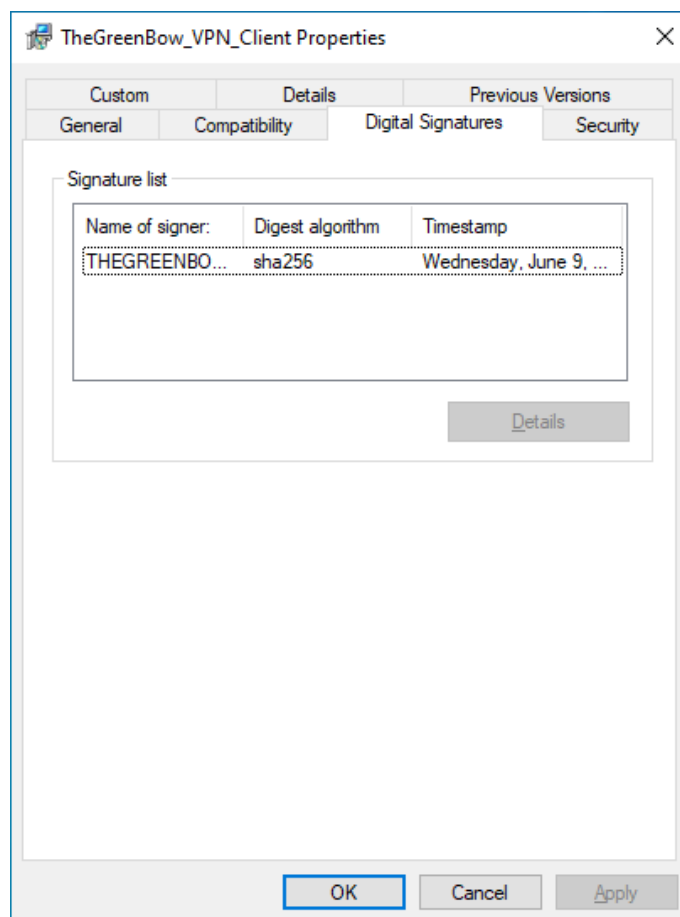 TheGreenBow_VPN_Client Properties
Custom Details Previous Versions
General Compatibility Digital Signatures Security
Signature list
Name of signer: Digest algorithm Timestamp
THEGREENBO... sha256 Wednesday, June 9, ...
Details
OK Cancel Apply